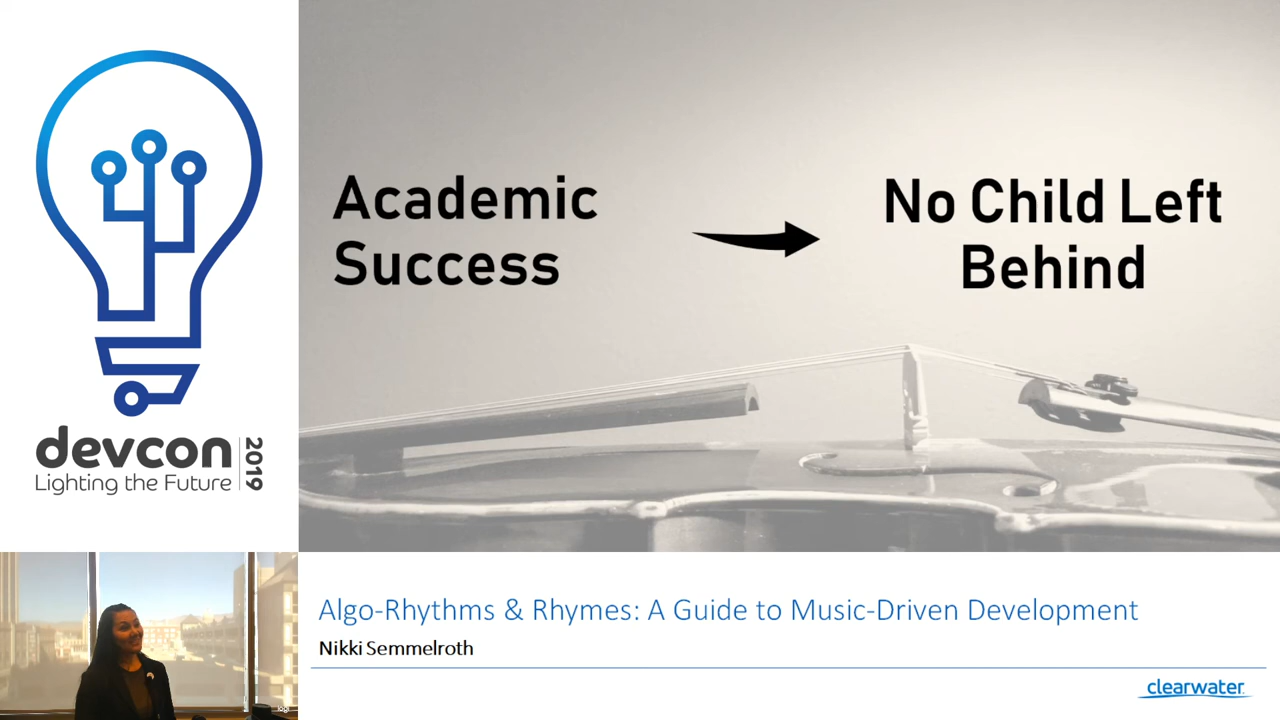 Academic
Success
No Child Left
Behind
devcon
2019
Lighting the Future
Algo-Rhythms & Rhymes: A Guide to Music-Driven Development
Nikki Semmelroth
clearwater
logi